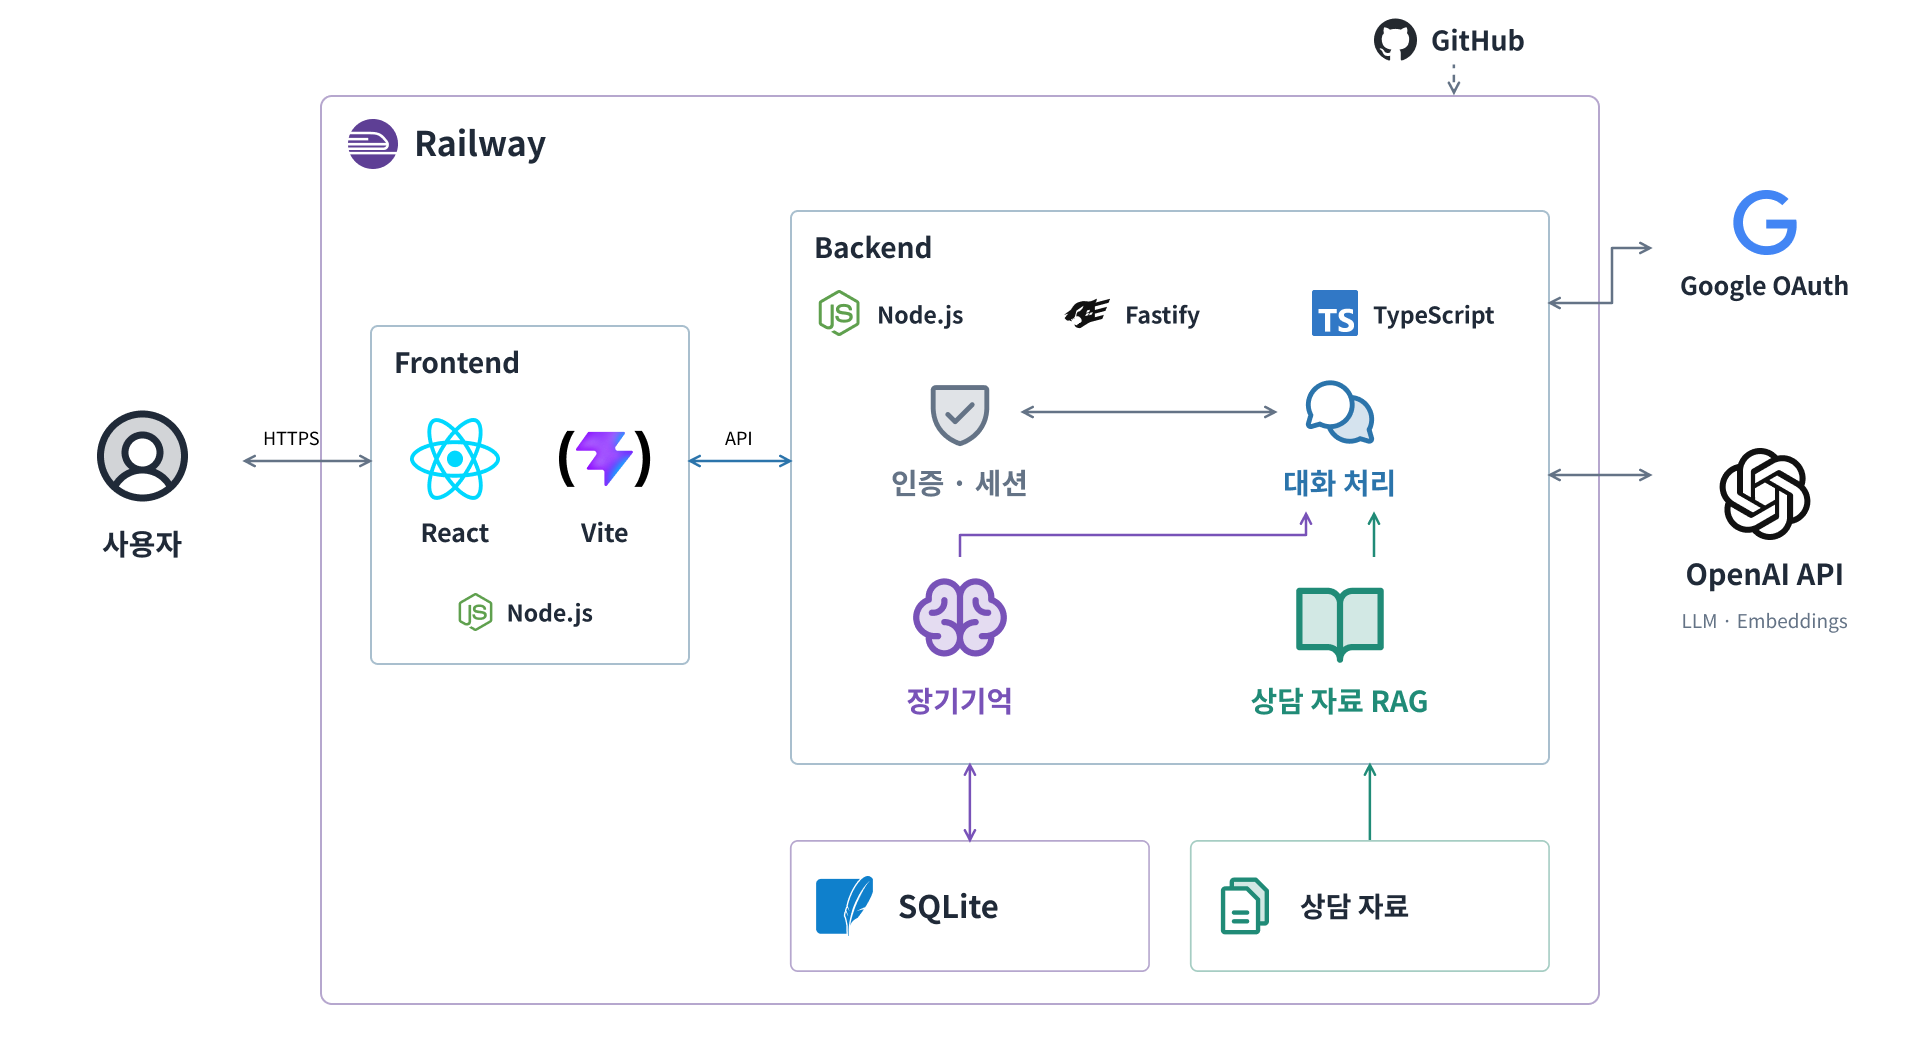 GitHub
Railway
Backend
Node.js
Fastify
TS
TypeScript
Google OAuth
Frontend
인증 · 세션
대화 처리
HTTPS
API
React
( )
Vite
사용자
JS
Node.js
장기기억
상담 자료 RAG
OpenAI API
LLM · Embeddings
SQLite
상담 자료